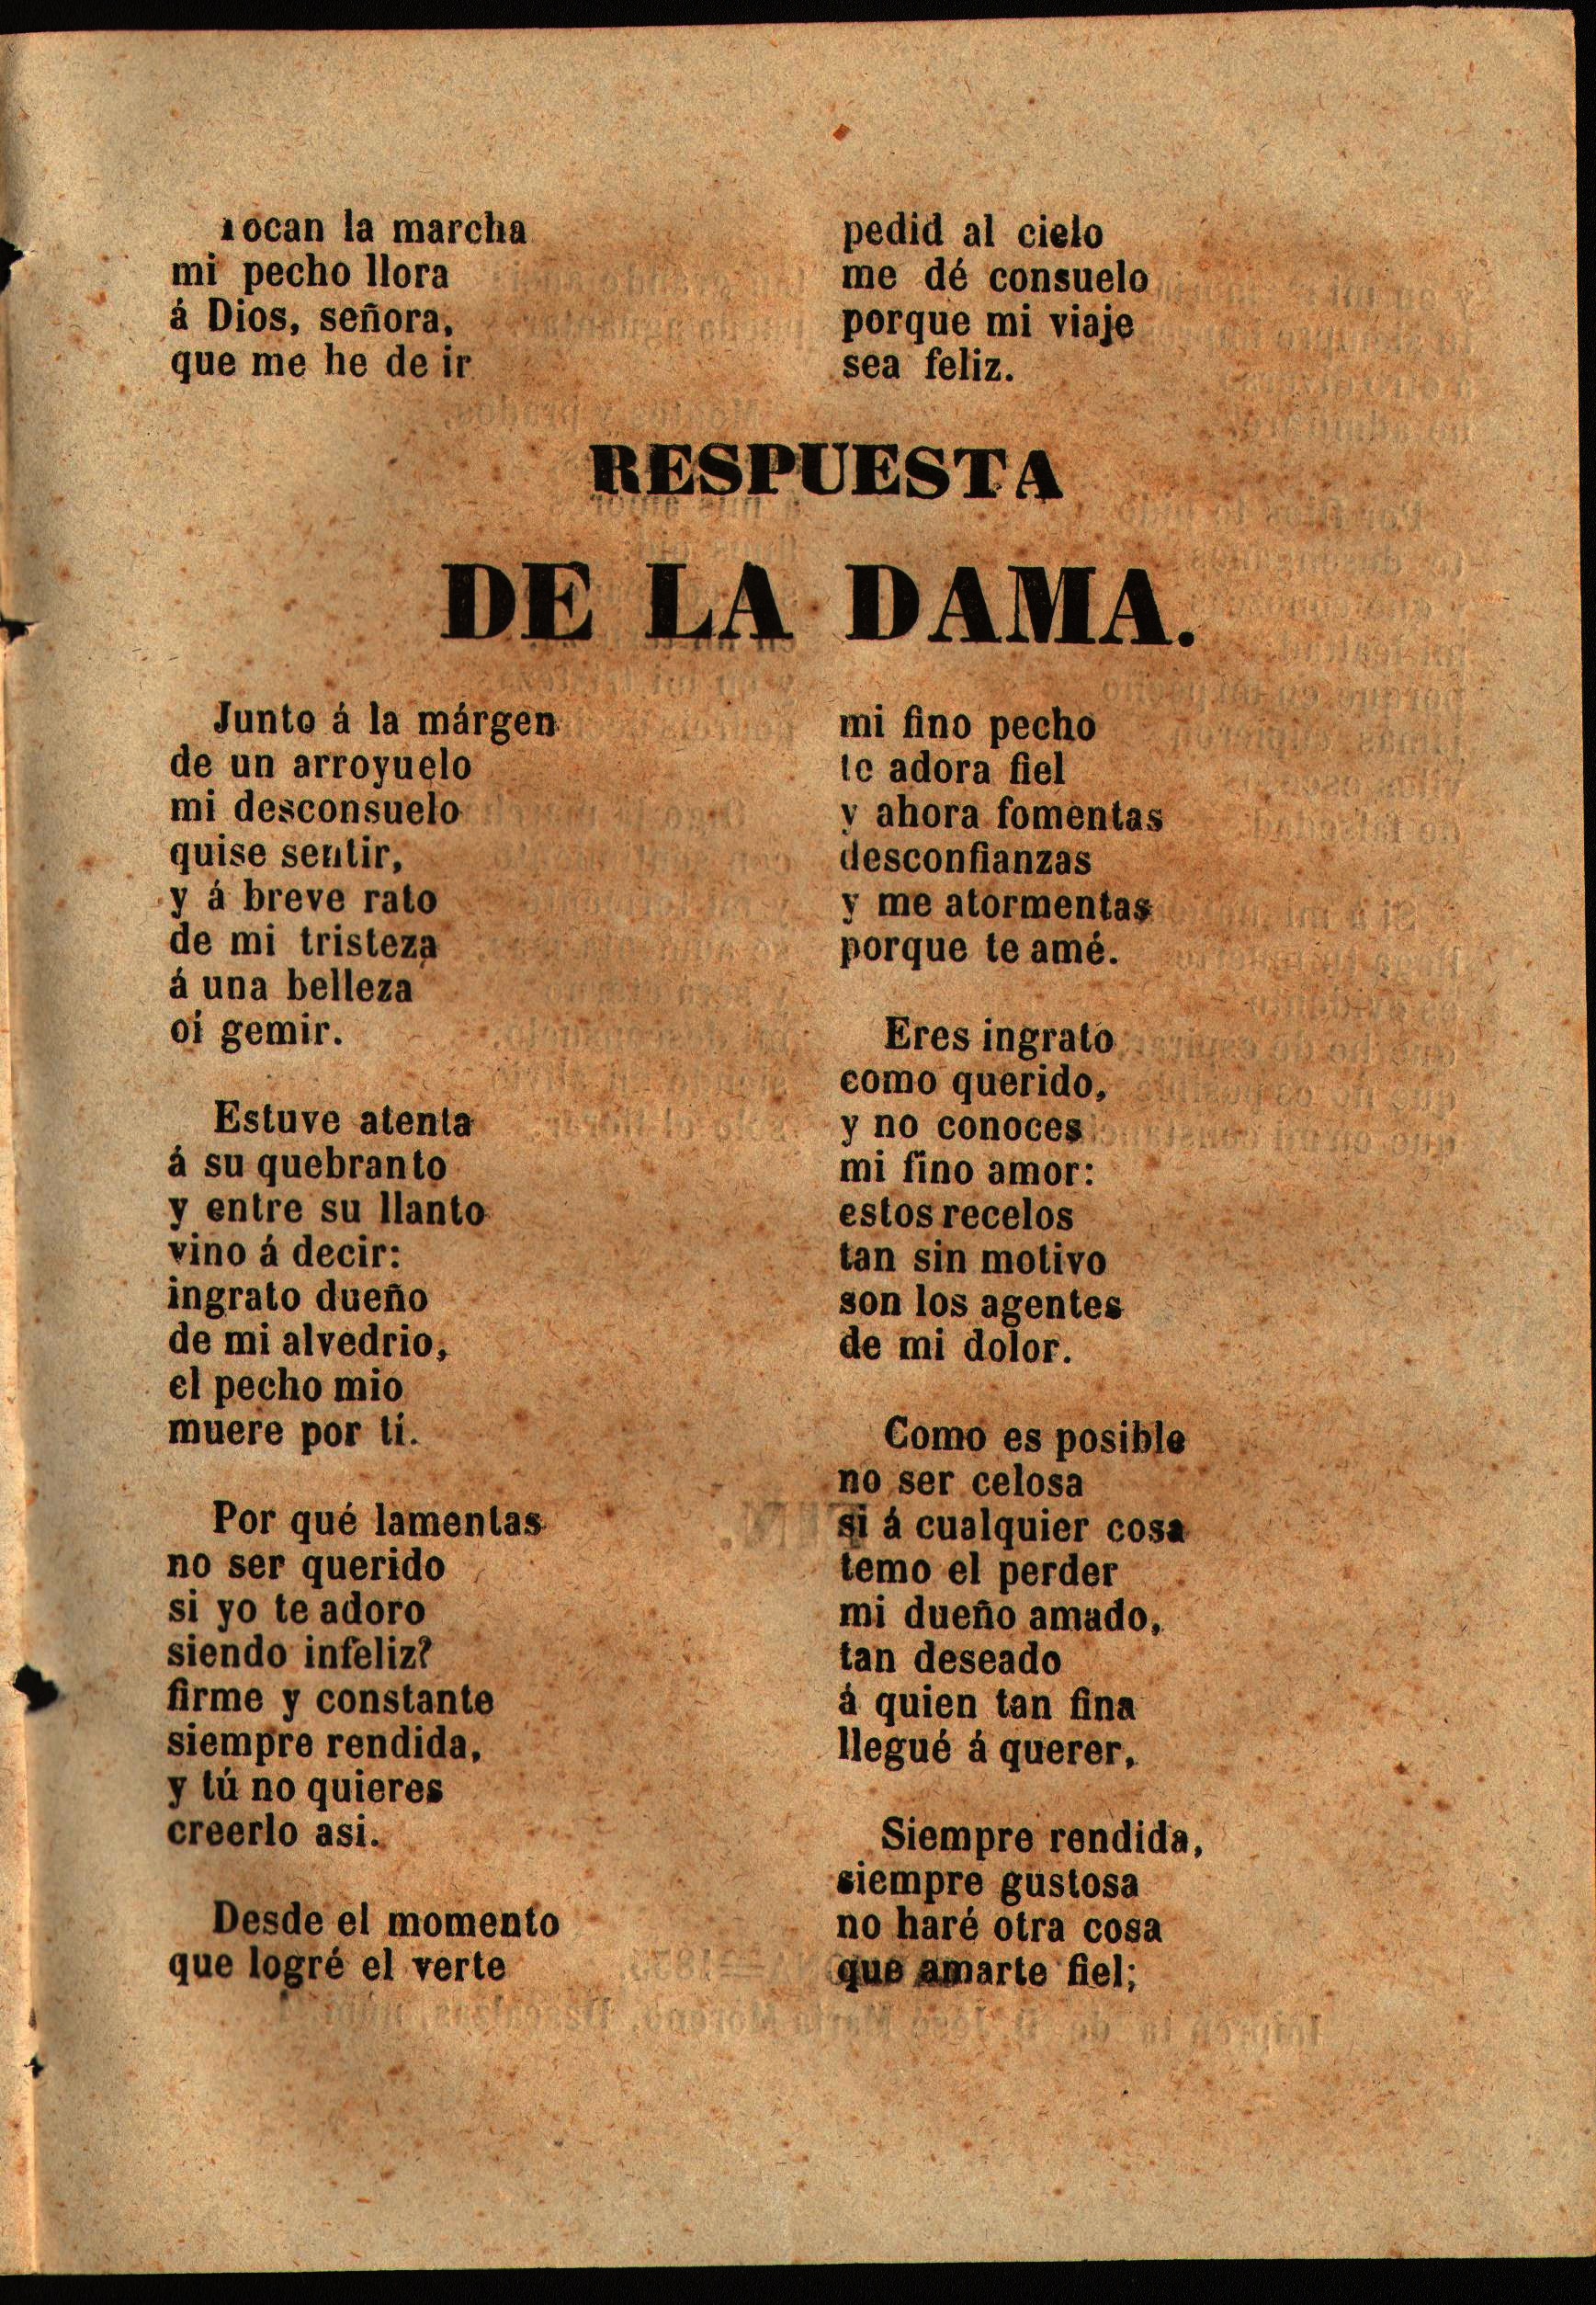 Tocan la marcha
mi pecho llora
á Dios, señora,
que me he de ir
pedid al cielo
me dé consuelo
porque mi viaje
sea feliz.
RESPUESTA
DE LA DAMA.
Junto á la márgen
de un arroyuelo
mi desconsuelo
quise sentir,
y á breve rato
de mi tristeza
á una belleza
oí gemir.
Estuve atenta
á su quebranto
y entre su llanto
vino á decir:
ingrato dueño
de mi alvedrio,
el pecho mio
muere por tí.
Por qué lamentas
no ser querido
si yo te adoro
siendo infeliz?
firme y constante
siempre rendida,
y tú no quieres
creerlo asi.
Desde el momento
que logré el verte
mi fino pecho
te adora fiel
y ahora fomentas
desconfianzas
y me atormentas
porque te amé.
Eres ingrato
como querido,
y no conoces
mi fino amor:
estos recelos
tan sin motivo
son los agentes
de mi dolor.
Como es posible
no ser celosa
si á cualquier cosa
temo el perder
mi dueño amado,
tan deseado
á quien tan fina
llegué á querer,
Siempre rendida,
siempre gustosa
no haré otra cosa
que amarte fiel;